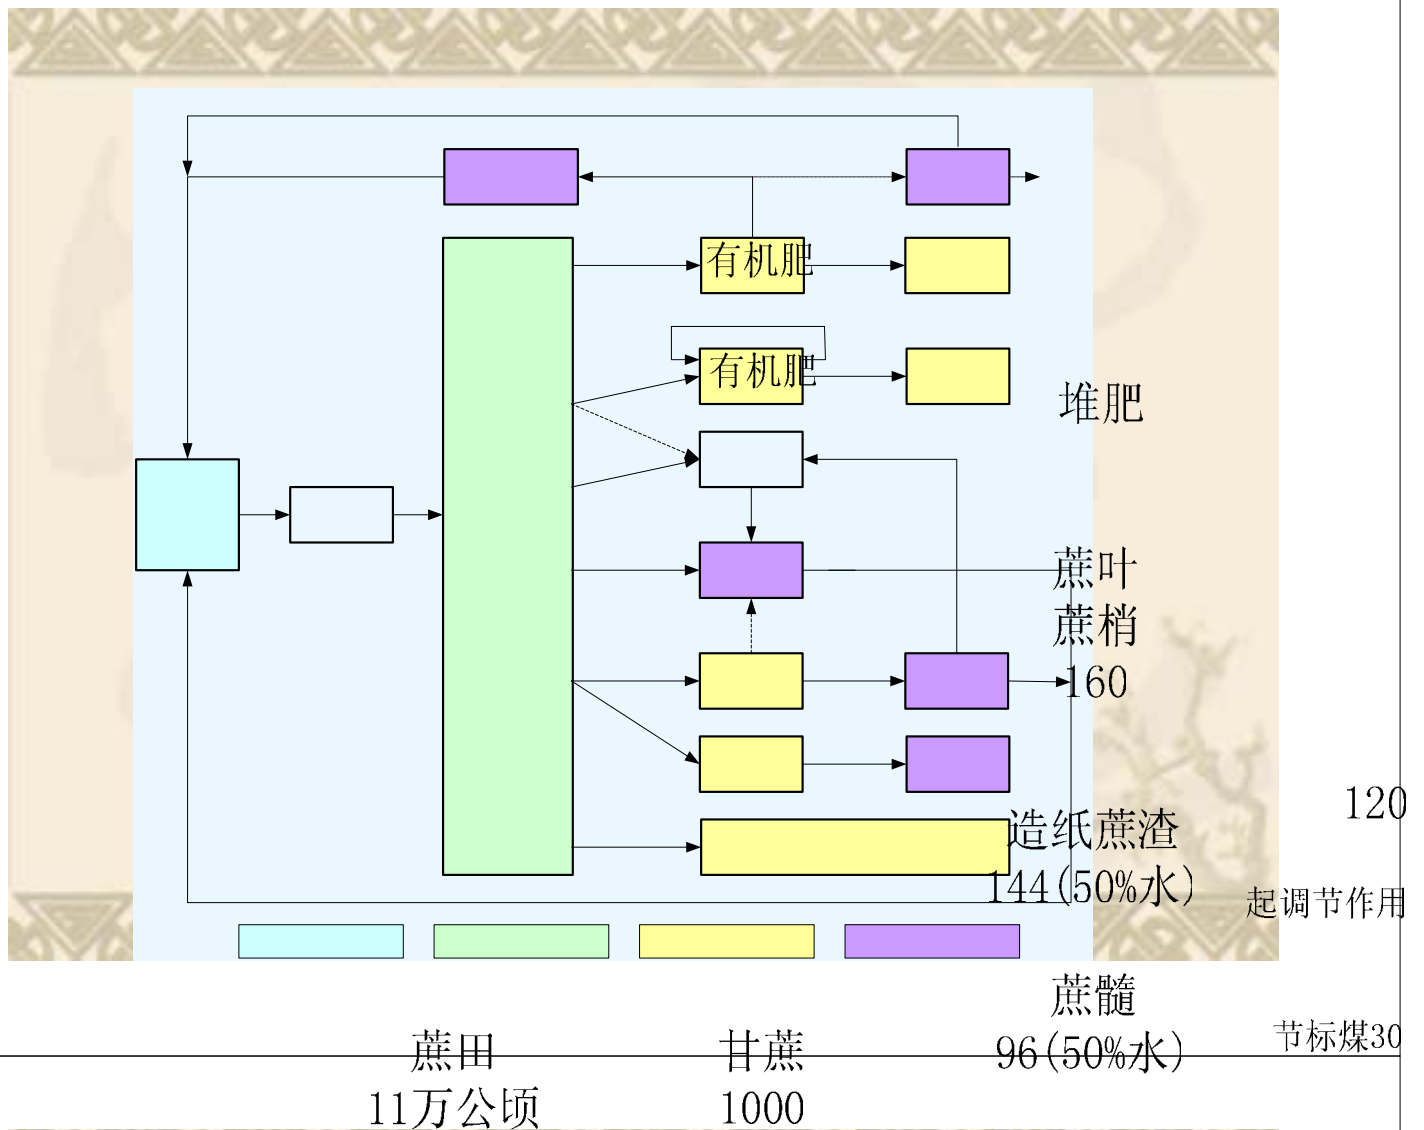 有机肥
有机肥
堆肥
蔗叶
蔗梢
160
120
造纸蔗渣
144(50%水)
起调节作用
蔗髓
96(50%水)
节标煤30
蔗田
11万公顷
甘蔗
1000